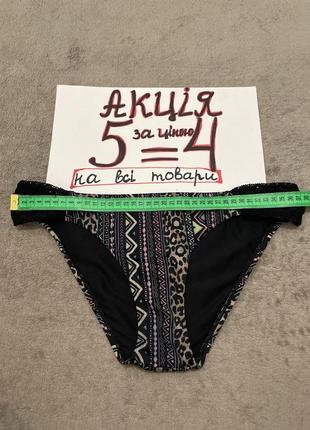 АКЦІЯ
5 за ціною 4
=
на всі товари